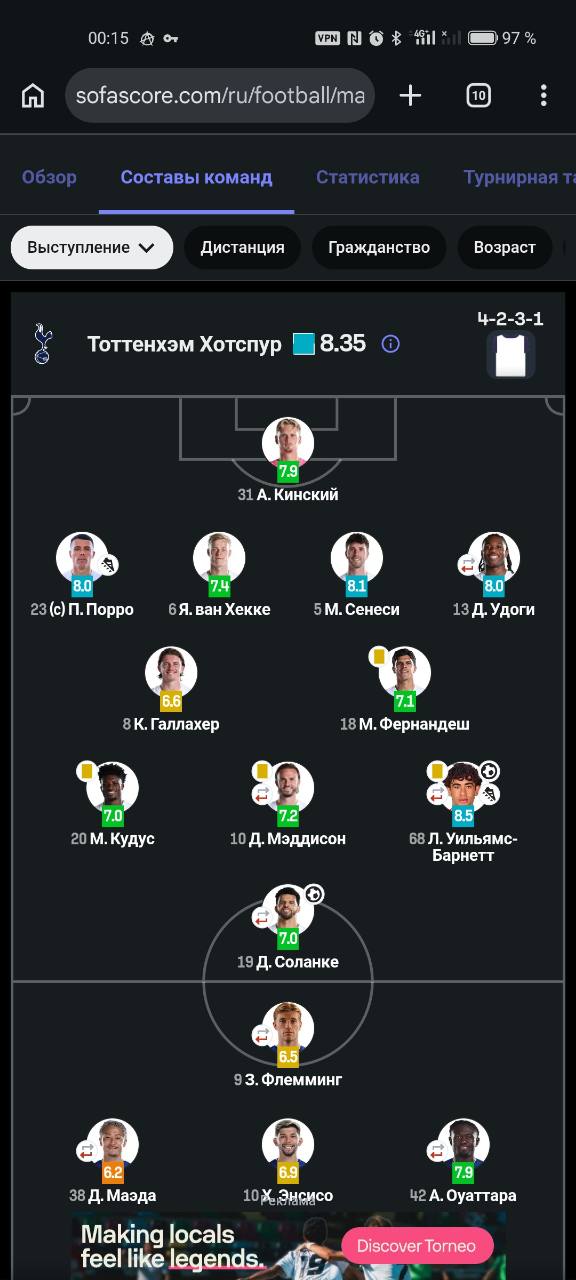 00:15 VPN 4G 97 %
sofascore.com/ru/football/ma 10
Обзор Составы команд Статистика Турнирная та
Выступление Дистанция Гражданство Возраст
4-2-3-1
Тоттенхэм Хотспур 8.35
7.9
31 А. Кинский
8.0 7.4 8.1 8.0
23 (c) П. Порро 6 Я. ван Хекке 5 М. Сенеси 13 Д. Удоги
6.6 7.1
8 К. Галлахер 18 М. Фернандеш
7.0 7.2 8.5
20 М. Кудус 10 Д. Мэддисон 68 Л. Уильямс-
Барнетт
7.0
19 Д. Соланке
6.5
9 З. Флемминг
6.2 6.9 7.9
38 Д. Маэда 10 Х. Энсисо 42 А. Оуаттара
Реклама
Making locals
feel like legends.
Discover Torneo